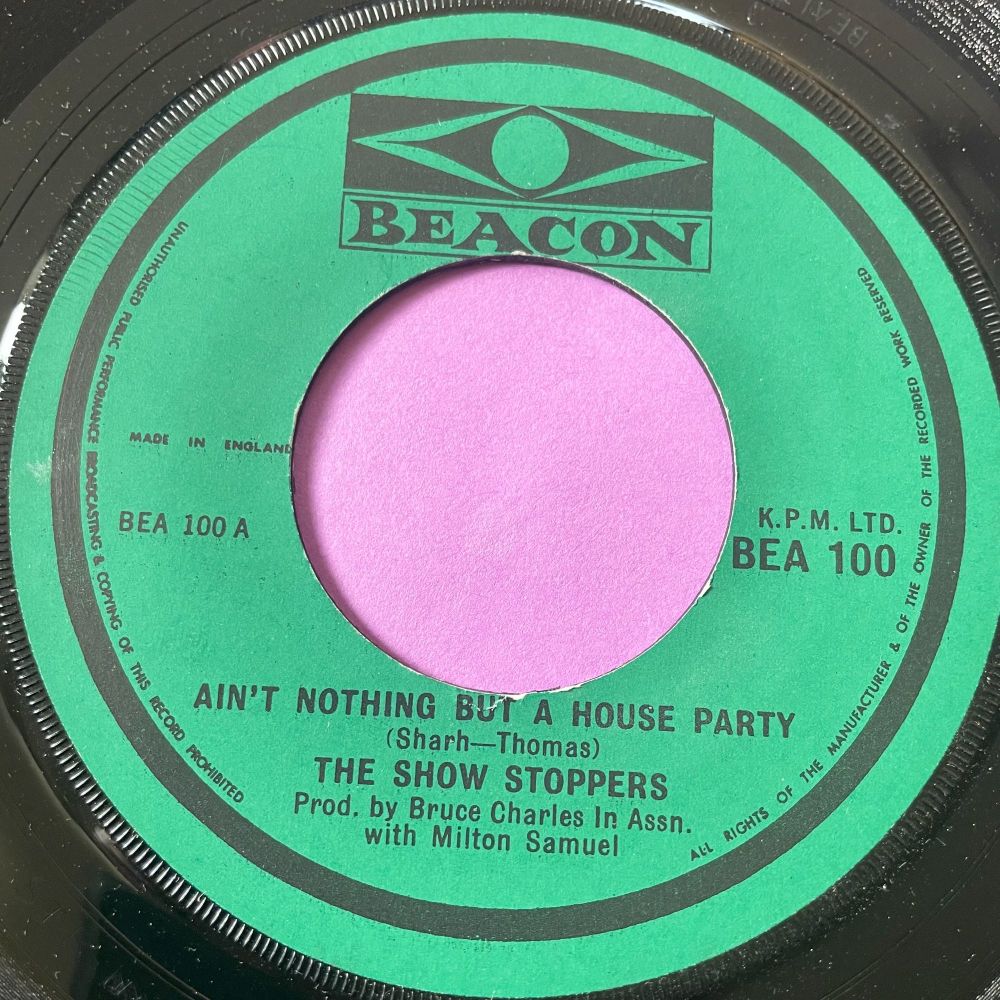 BEACON
UNAUTHORISED PUBLIC PERFORMANCE BROADCASTING & COPYING OF THIS RECORD PROHIBITED
ALL RIGHTS OF THE MANUFACTURER & OF THE OWNER OF THE RECORDED WORK RESERVED
MADE IN ENGLAND
BEA 100 A
K.P.M. LTD.
BEA 100
AIN'T NOTHING BUT A HOUSE PARTY
(Sharh—Thomas)
THE SHOW STOPPERS
Prod. by Bruce Charles In Assn.
with Milton Samuel